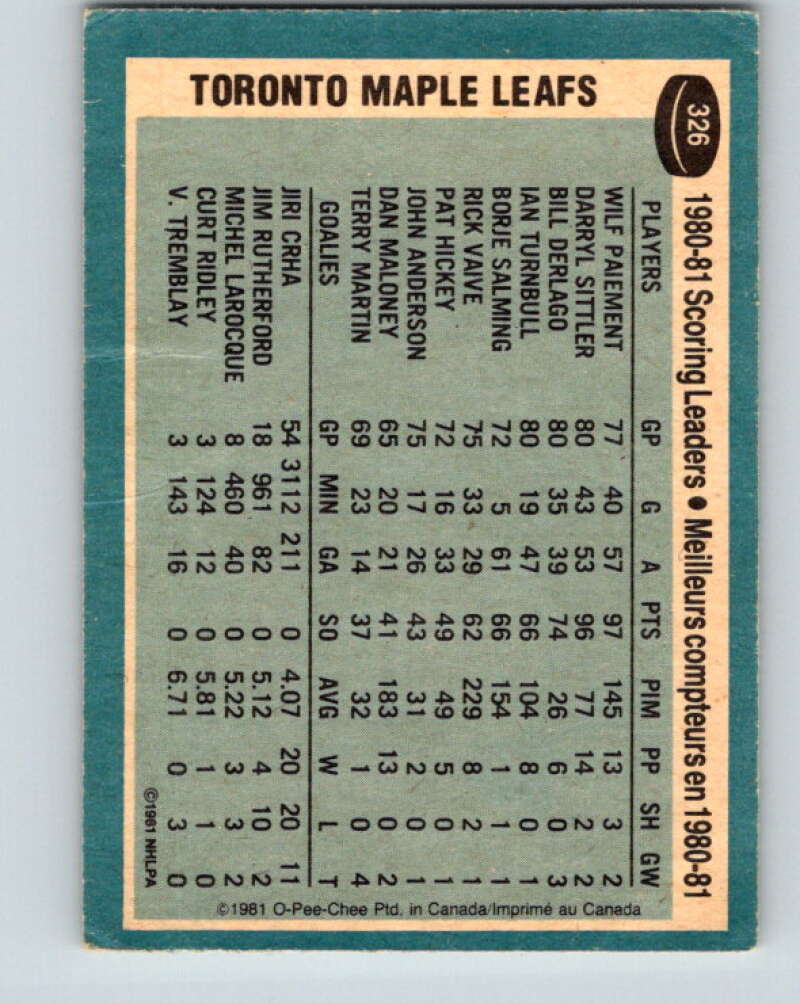 TORONTO MAPLE LEAFS
326
1980-81 Scoring Leaders • Meilleurs compteurs en 1980-81
PLAYERS GP G A PTS PIM PP SH GW
WILF PAIEMENT 77 40 57 97 145 13 3 2
DARRYL SITTLER 80 43 53 96 77 14 2 2
BILL DERLAGO 80 35 39 74 26 6 0 3
IAN TURNBULL 80 19 47 66 104 8 0 1
BORJE SALMING 72 5 61 66 154 1 1 1
RICK VAIVE 75 33 29 62 229 8 2 1
PAT HICKEY 72 16 33 49 49 5 0 1
JOHN ANDERSON 75 17 26 43 31 2 0 1
DAN MALONEY 65 20 21 41 183 13 0 2
TERRY MARTIN 69 23 14 37 32 1 0 4
GOALIES GP MIN GA SO AVG W L T
JIRI CRHA 54 3112 211 0 4.07 20 20 11
JIM RUTHERFORD 18 961 82 0 5.12 4 10 2
MICHEL LAROCQUE 8 460 40 0 5.22 3 3 2
CURT RIDLEY 3 124 12 0 5.81 1 1 0
V. TREMBLAY 3 143 16 0 6.71 0 3 0
©1981 NHLPA
©1981 O-Pee-Chee Ptd. in Canada/Imprimé au Canada